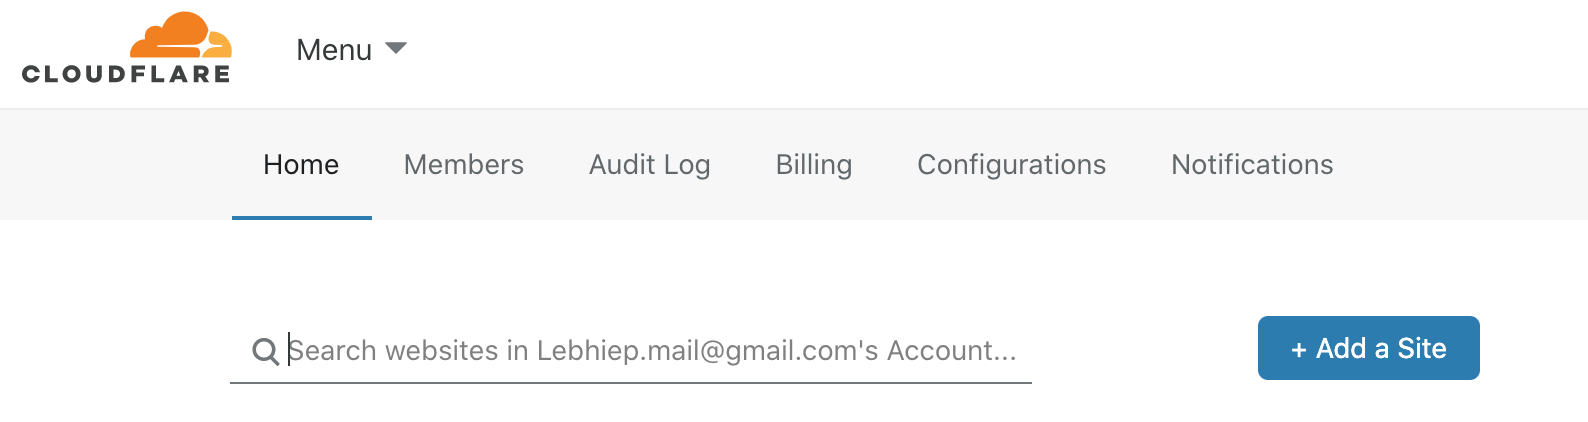 CLOUDFLARE
Menu
Home Members Audit Log Billing Configurations Notifications
Search websites in Lebhiep.mail@gmail.com's Account...
+ Add a Site